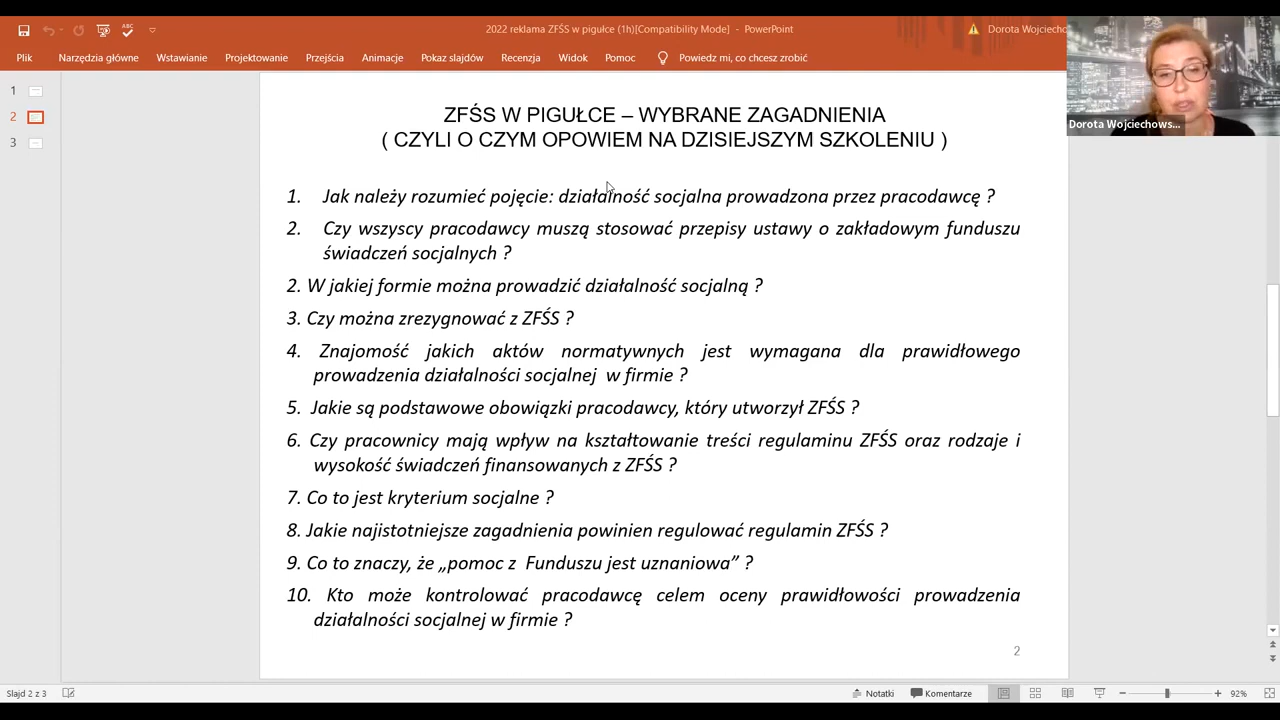 ABC
2022 reklama ZFŚS w pigułce (1h)[Compatibility Mode] - PowerPoint
Dorota Wojciecho
Plik Narzędzia główne Wstawianie Projektowanie Przejścia Animacje Pokaz slajdów Recenzja Widok Pomoc Powiedz mi, co chcesz zrobić
Dorota Wojciechows...
1
2
3
ZFŚS W PIGUŁCE – WYBRANE ZAGADNIENIA
( CZYLI O CZYM OPOWIEM NA DZISIEJSZYM SZKOLENIU )
1. Jak należy rozumieć pojęcie: działalność socjalna prowadzona przez pracodawcę ?
2. Czy wszyscy pracodawcy muszą stosować przepisy ustawy o zakładowym funduszu
świadczeń socjalnych ?
2. W jakiej formie można prowadzić działalność socjalną ?
3. Czy można zrezygnować z ZFŚS ?
4. Znajomość jakich aktów normatywnych jest wymagana dla prawidłowego
prowadzenia działalności socjalnej w firmie ?
5. Jakie są podstawowe obowiązki pracodawcy, który utworzył ZFŚS ?
6. Czy pracownicy mają wpływ na kształtowanie treści regulaminu ZFŚS oraz rodzaje i
wysokość świadczeń finansowanych z ZFŚS ?
7. Co to jest kryterium socjalne ?
8. Jakie najistotniejsze zagadnienia powinien regulować regulamin ZFŚS ?
9. Co to znaczy, że „pomoc z Funduszu jest uznaniowa” ?
10. Kto może kontrolować pracodawcę celem oceny prawidłowości prowadzenia
działalności socjalnej w firmie ?
2
Slajd 2 z 3 Notatki Komentarze 92%